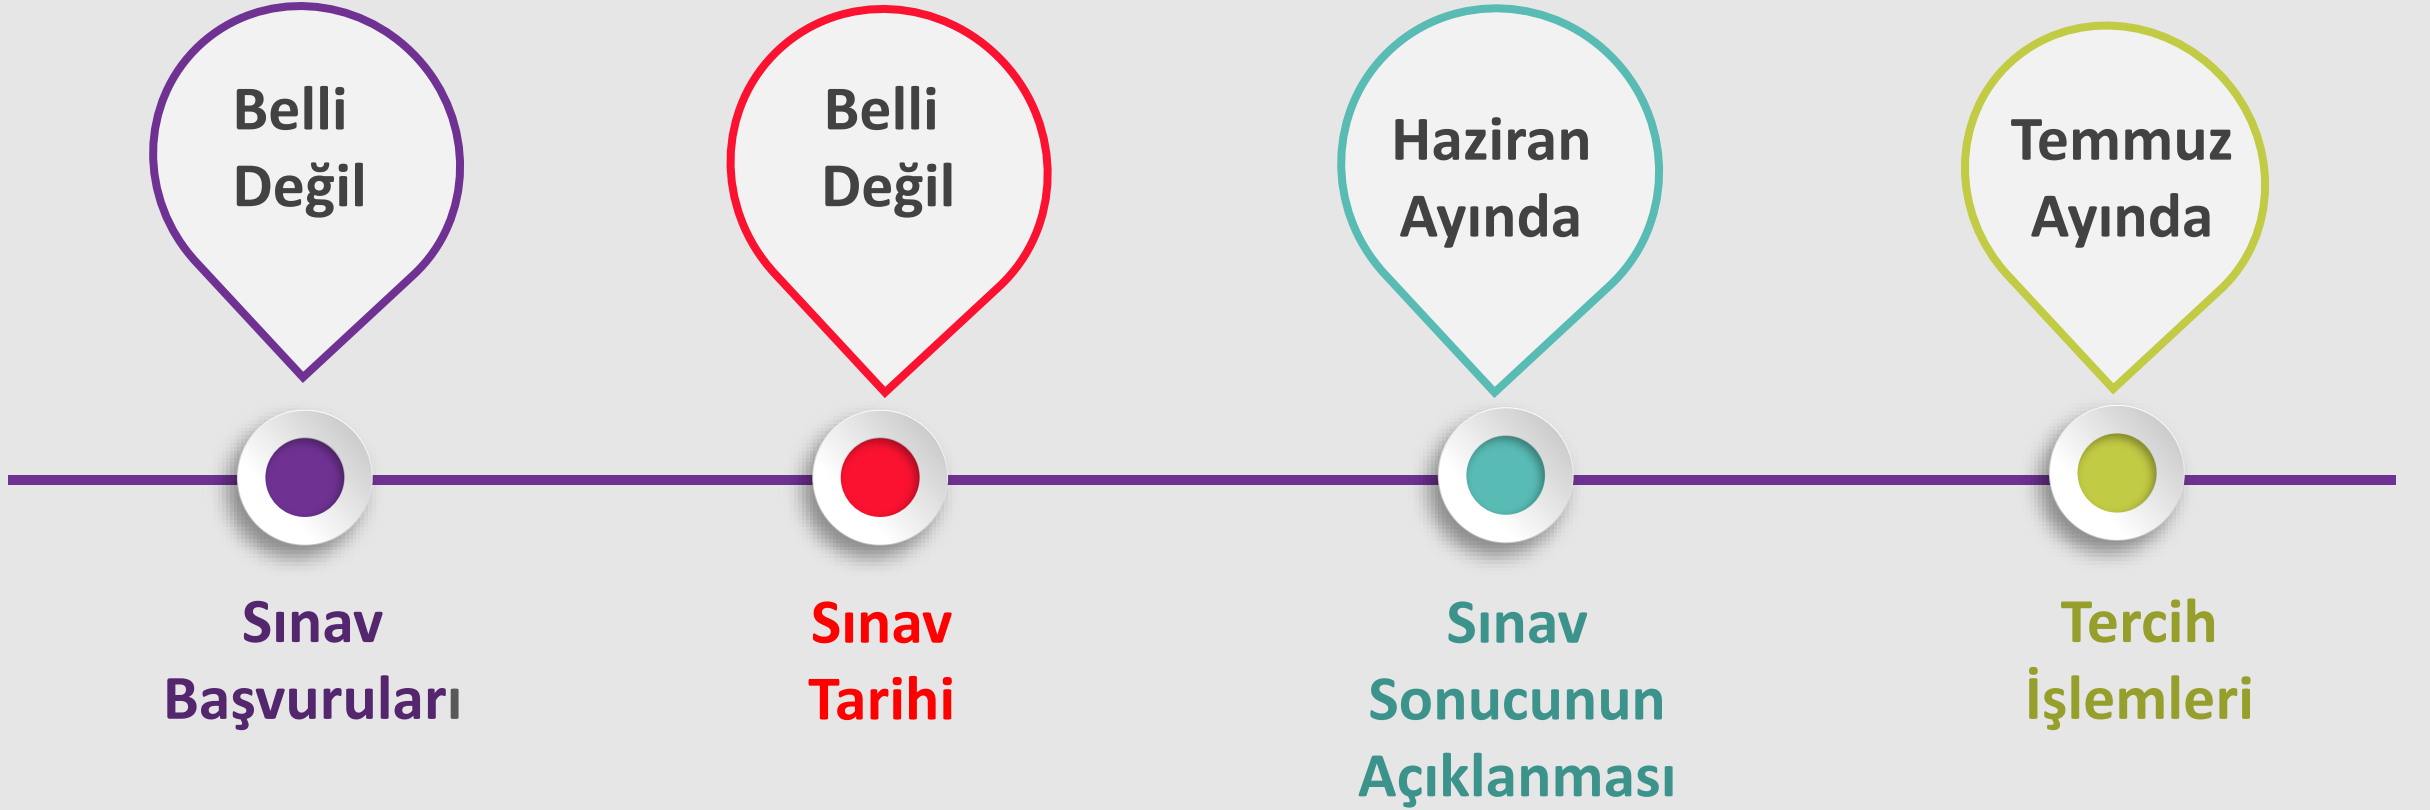 Belli
Değil
Belli
Değil
Haziran
Ayında
Temmuz
Ayında
Sınav
Başvuruları
Sınav
Tarihi
Sınav
Sonucunun
Açıklanması
Tercih
İşlemleri